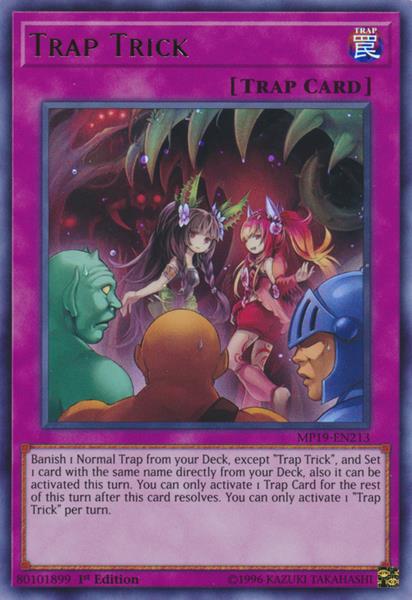 Trap Trick
TRAP
罠
[Trap Card]
MP19-EN213
Banish 1 Normal Trap from your Deck, except "Trap Trick", and Set
1 card with the same name directly from your Deck, also it can be
activated this turn. You can only activate 1 Trap Card for the rest
of this turn after this card resolves. You can only activate 1 "Trap
Trick" per turn.
80101899 1st Edition ©1996 KAZUKI TAKAHASHI